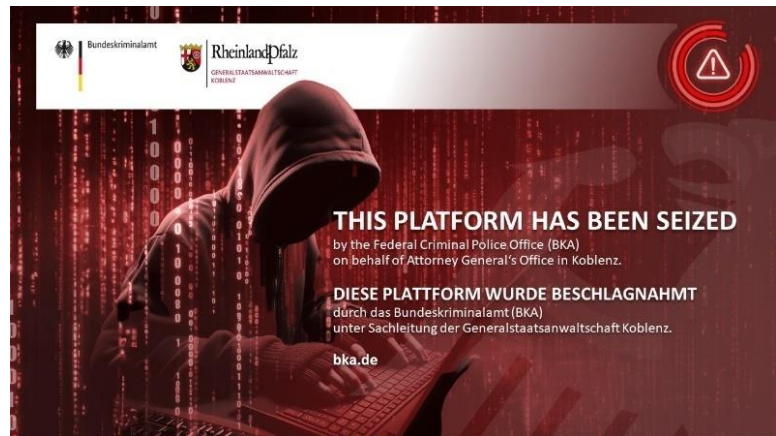 Bundeskriminalamt
RheinlandPfalz
GENERALSTAATSANWALTSCHAFT
KOBLENZ
THIS PLATFORM HAS BEEN SEIZED
by the Federal Criminal Police Office (BKA)
on behalf of Attorney General's Office in Koblenz.
DIESE PLATTFORM WURDE BESCHLAGNAHMT
durch das Bundeskriminalamt (BKA)
unter Sachleitung der Generalstaatsanwaltschaft Koblenz.
bka.de